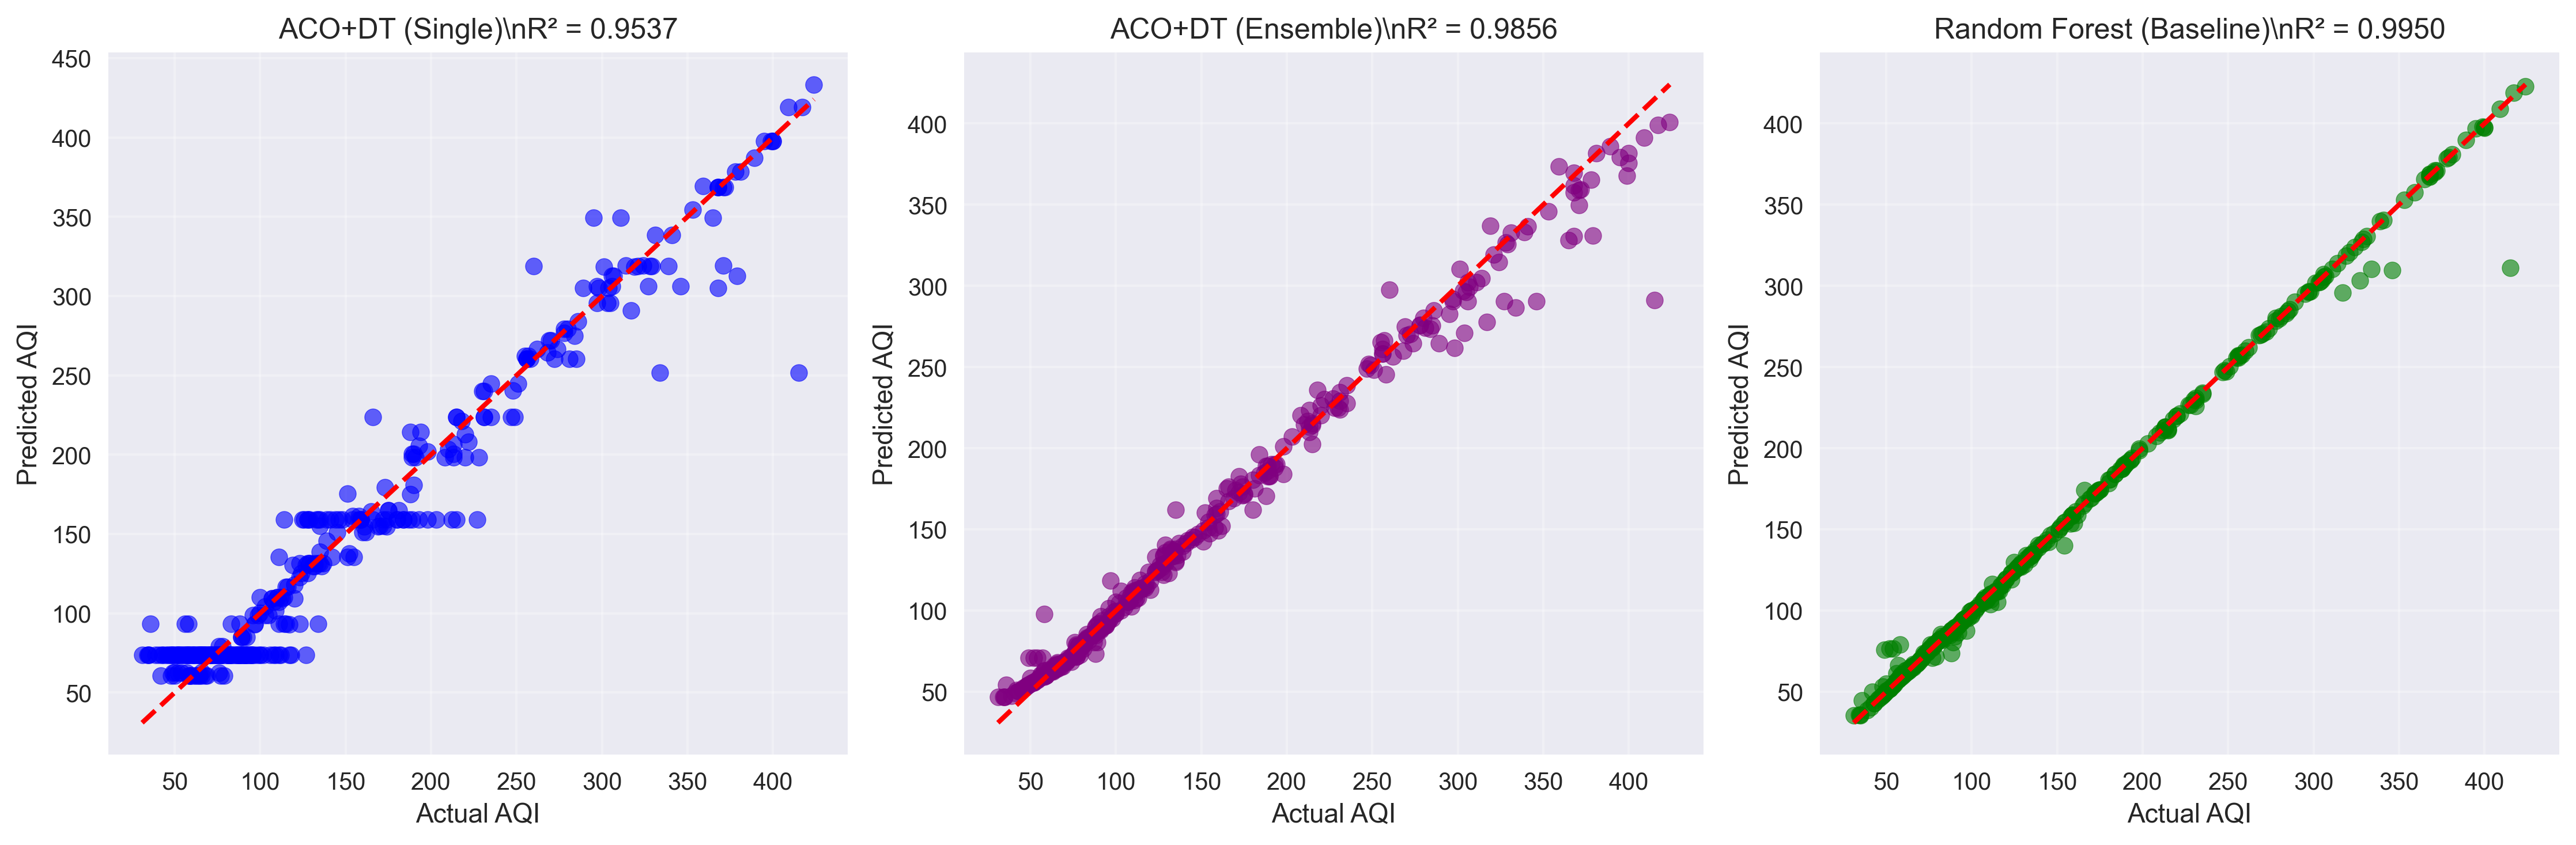 ACO+DT (Single)\nR² = 0.9537
450
400
350
300
250
200
150
100
50
Predicted AQI
50 100 150 200 250 300 350 400
Actual AQI
ACO+DT (Ensemble)\nR² = 0.9856
400
350
300
250
200
150
100
50
Predicted AQI
50 100 150 200 250 300 350 400
Actual AQI
Random Forest (Baseline)\nR² = 0.9950
400
350
300
250
200
150
100
50
Predicted AQI
50 100 150 200 250 300 350 400
Actual AQI